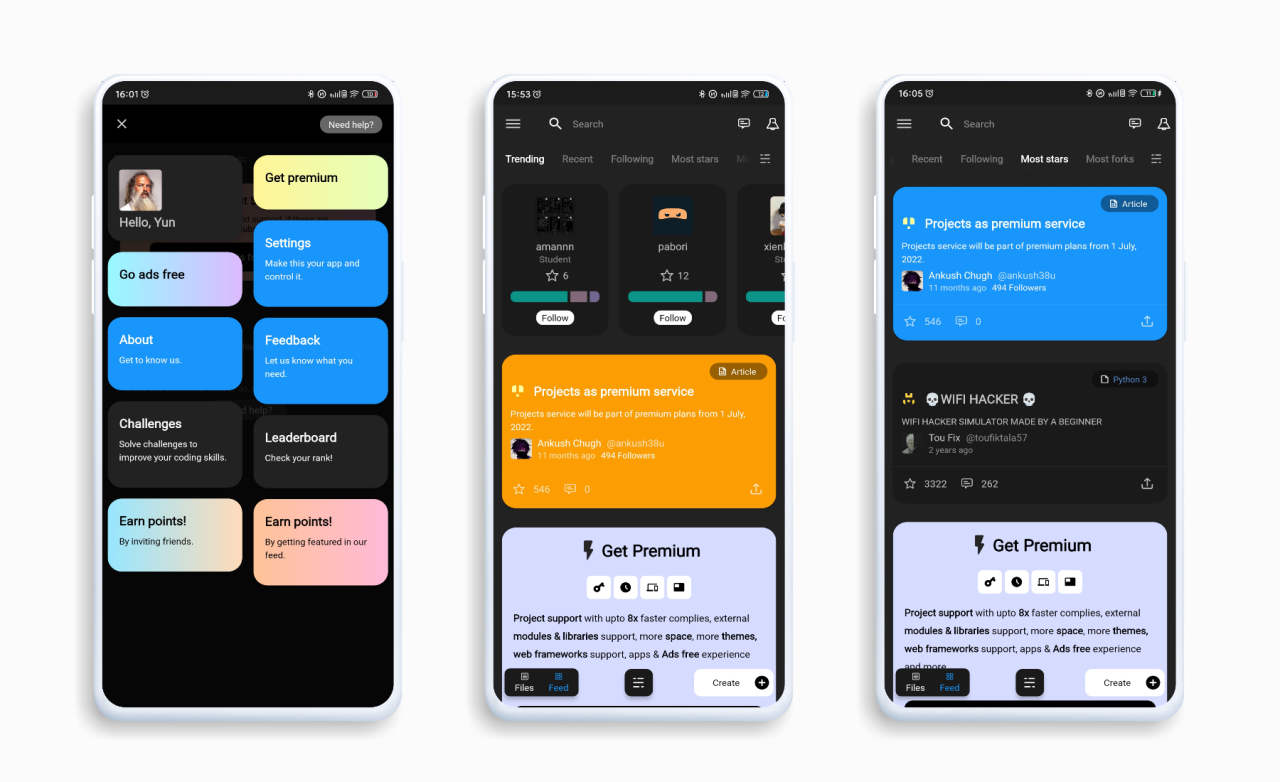 16:01
Need help?
Hello, Yun
Get premium
Go ads free
Settings
Make this your app and
control it.
About
Get to know us.
Feedback
Let us know what you
need.
Challenges
Solve challenges to
improve your coding skills.
Leaderboard
Check your rank!
Earn points!
By inviting friends.
Earn points!
By getting featured in our
feed.
15:53
Search
Trending Recent Following Most stars
amannn
Student
6
Follow
pabori
12
Follow
xien
Stu
Fo
Article
Projects as premium service
Projects service will be part of premium plans from 1 July,
2022.
Ankush Chugh @ankush38u
11 months ago 494 Followers
546 0
Get Premium
Project support with upto 8x faster complies, external
modules & libraries support, more space, more themes,
web frameworks support, apps & Ads free experience
Files Feed
Create
16:05
Search
Recent Following Most stars Most forks
Article
Projects as premium service
Projects service will be part of premium plans from 1 July,
2022.
Ankush Chugh @ankush38u
11 months ago 494 Followers
546 0
Python 3
WIFI HACKER
WIFI HACKER SIMULATOR MADE BY A BEGINNER
Tou Fix @toufiktala57
2 years ago
3322 262
Get Premium
Project support with upto 8x faster complies, external
modules & libraries support, more space, more themes,
web frameworks support, apps & Ads free experience
and more
Files Feed
Create